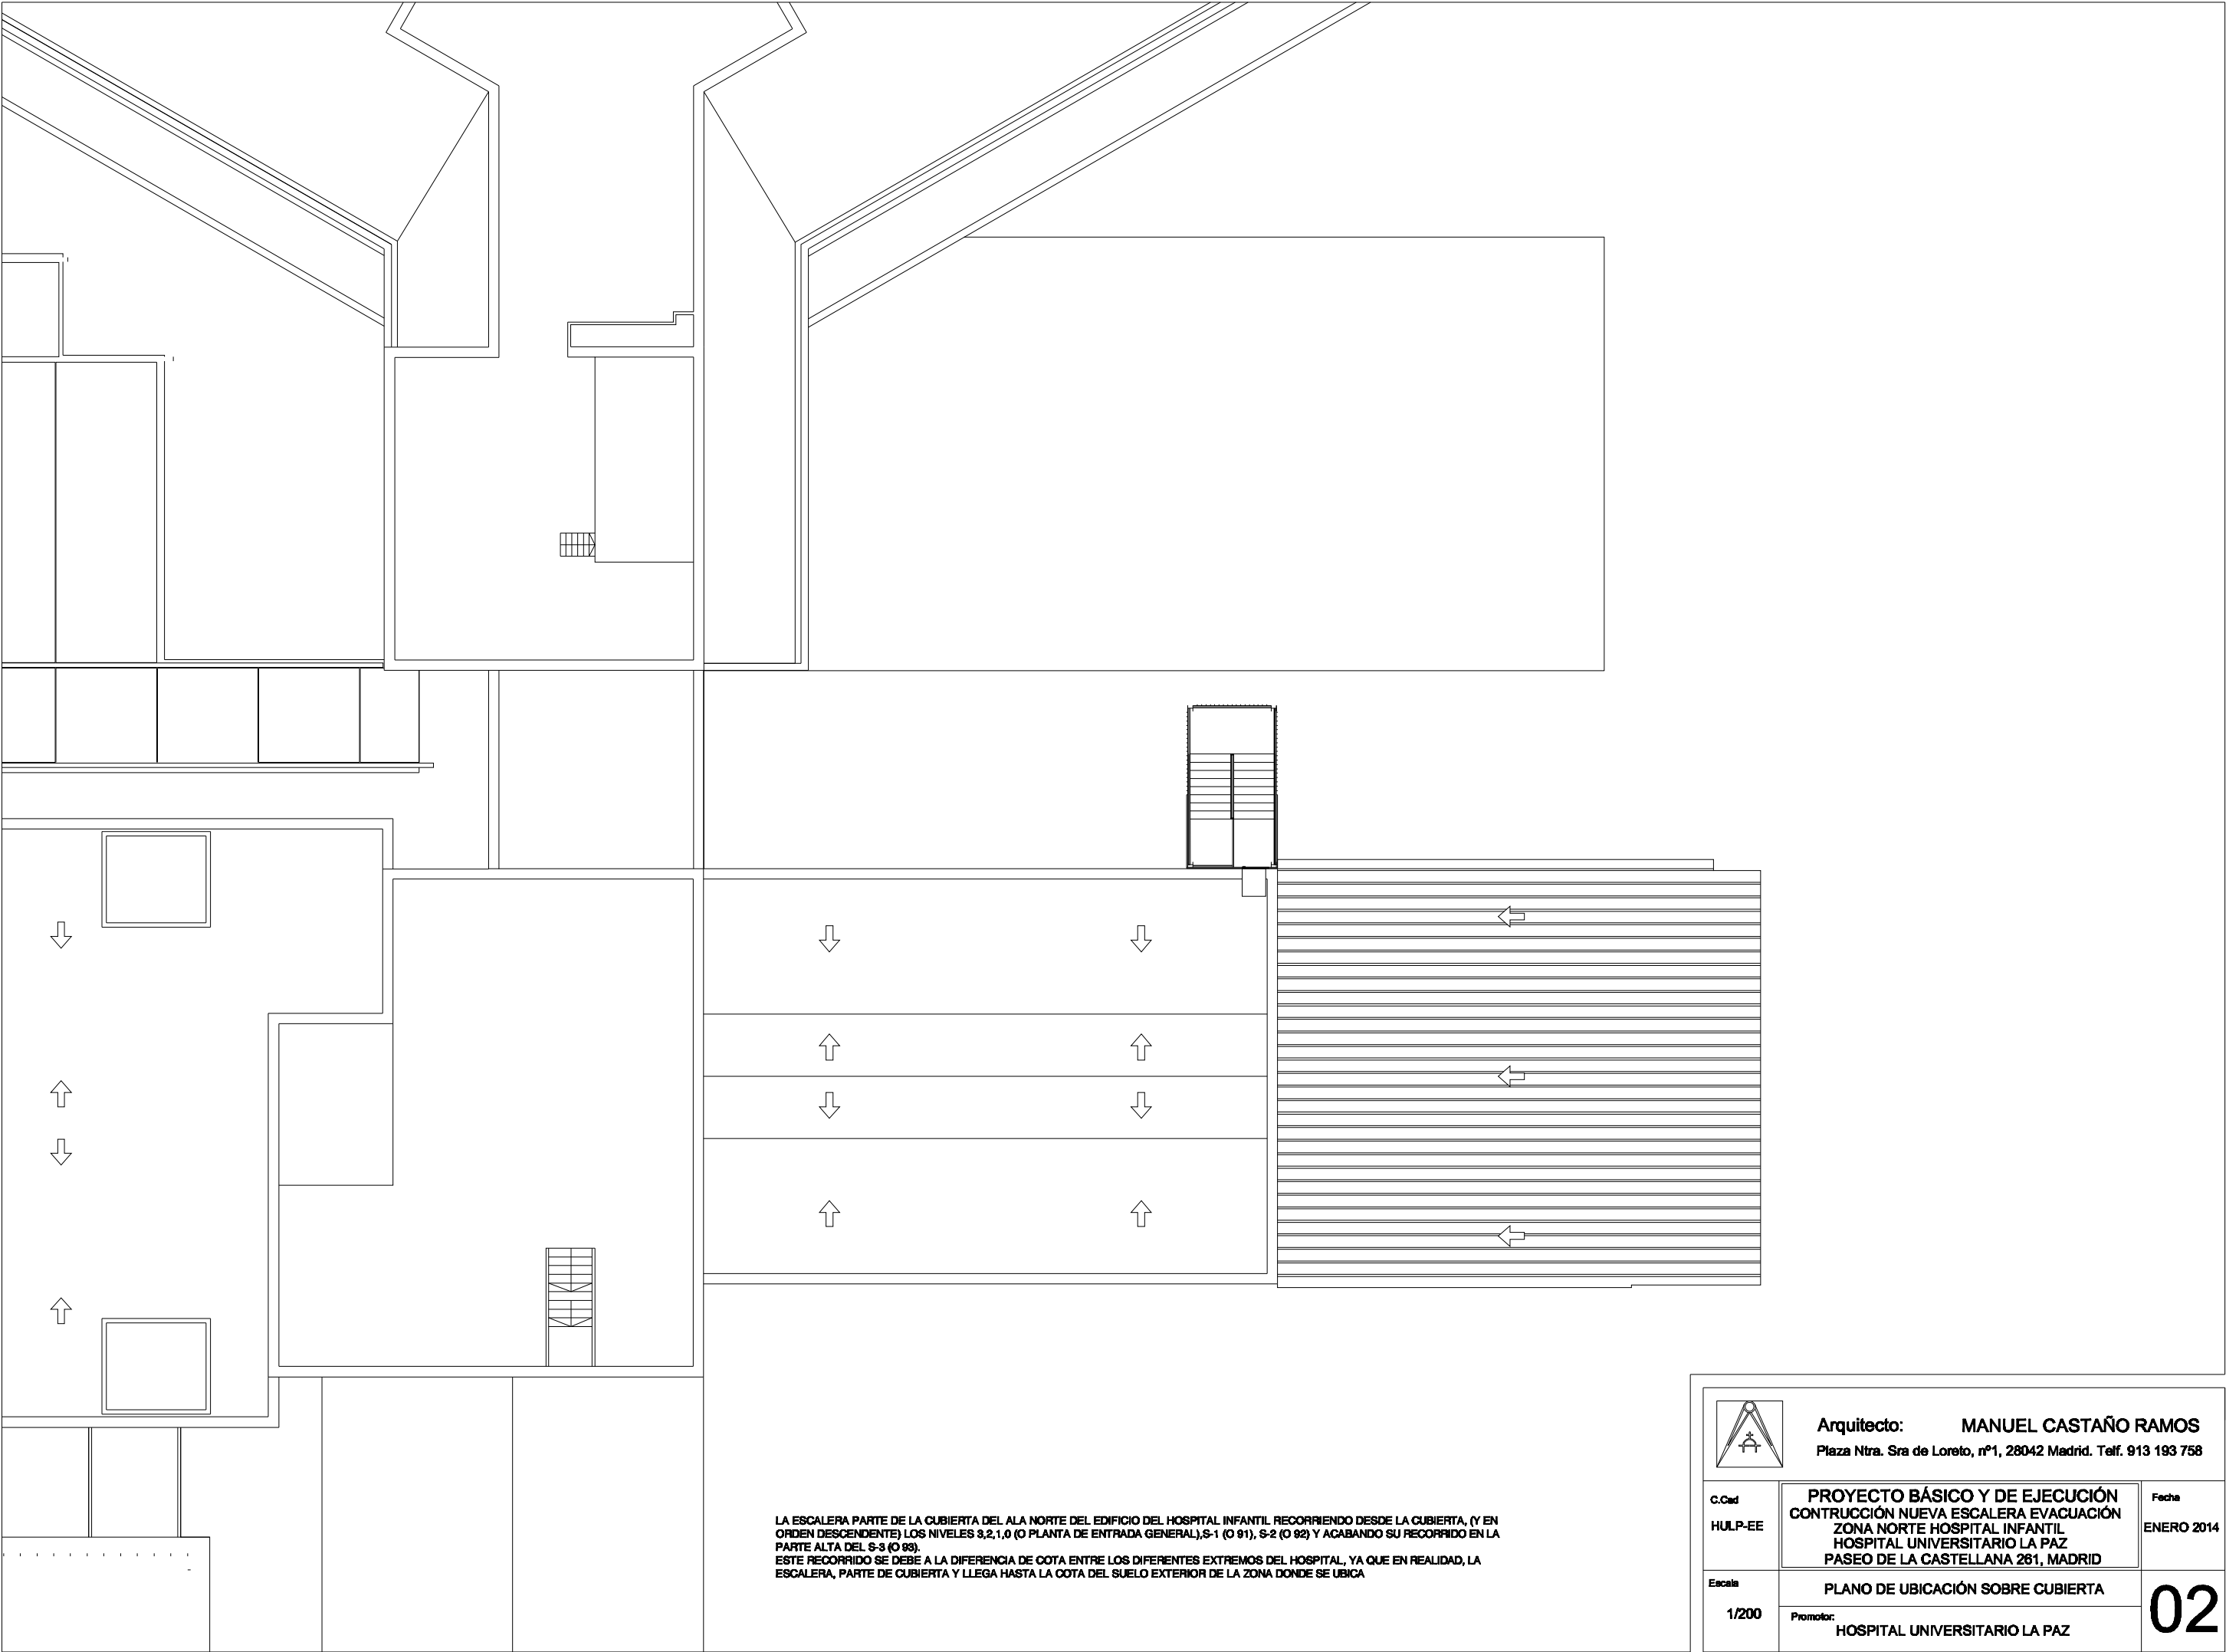 LA ESCALERA PARTE DE LA CUBIERTA DEL ALA NORTE DEL EDIFICIO DEL HOSPITAL INFANTIL RECORRIENDO DESDE LA CUBIERTA, (Y EN
ORDEN DESCENDENTE) LOS NIVELES 3,2,1,0 (O PLANTA DE ENTRADA GENERAL),S-1 (O 91), S-2 (O 92) Y ACABANDO SU RECORRIDO EN LA
PARTE ALTA DEL S-3 (O 93).
ESTE RECORRIDO SE DEBE A LA DIFERENCIA DE COTA ENTRE LOS DIFERENTES EXTREMOS DEL HOSPITAL, YA QUE EN REALIDAD, LA
ESCALERA, PARTE DE CUBIERTA Y LLEGA HASTA LA COTA DEL SUELO EXTERIOR DE LA ZONA DONDE SE UBICA
Arquitecto: MANUEL CASTAÑO RAMOS
Plaza Ntra. Sra de Loreto, nº1, 28042 Madrid. Telf. 913 193 758
C.Cad
HULP-EE
PROYECTO BÁSICO Y DE EJECUCIÓN
CONTRUCCIÓN NUEVA ESCALERA EVACUACIÓN
ZONA NORTE HOSPITAL INFANTIL
HOSPITAL UNIVERSITARIO LA PAZ
PASEO DE LA CASTELLANA 261, MADRID
Fecha
ENERO 2014
Escala
1/200
PLANO DE UBICACIÓN SOBRE CUBIERTA
Promotor:
HOSPITAL UNIVERSITARIO LA PAZ
02